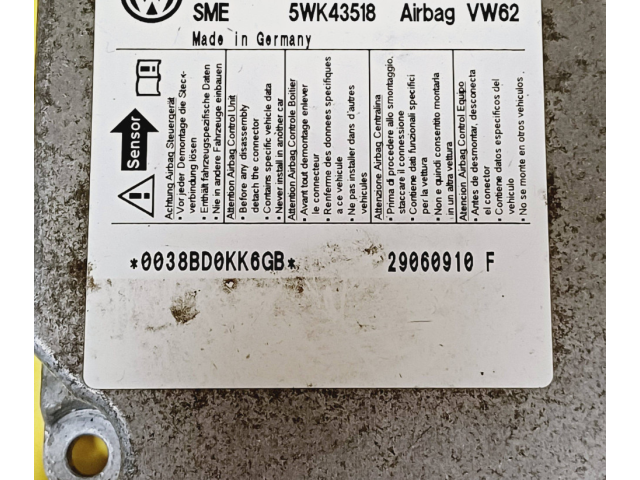 SME 5WK43518 Airbag VW62
Made in Germany
Sensor
Achtung Airbag Steuergerät
• Vor jeder Demontage die Steck-
verbindung lösen
• Enthält fahrzeugspezifische Daten
• Nie in andere Fahrzeuge einbauen
Attention Airbag Control Unit
• Before any disassembly
detach the connector
• Contains specific vehicle data
• Never install in another car
Attention Airbag Controle Boilier
• Avant tout demontage enlever
le connecteur
• Renferme des donnees specifiques
a ce vehicule
• Ne pas installer dans d'autres
vehicules
Attenzione Airbag Centralina
• Prima di procedere allo smontaggio,
staccare il connessione
• Contiene dati funzionali specifici
per la vettura
• Non e quindi consentito montaria
in un altra vettura
Atencion Airbag Control Equipo
• Antes de desmontar, desconecta
el conector
• Contiene datos especificos del
vehiculo
• No se monte en otros vehiculos
*0038BD0KK6GB* 29060910 F